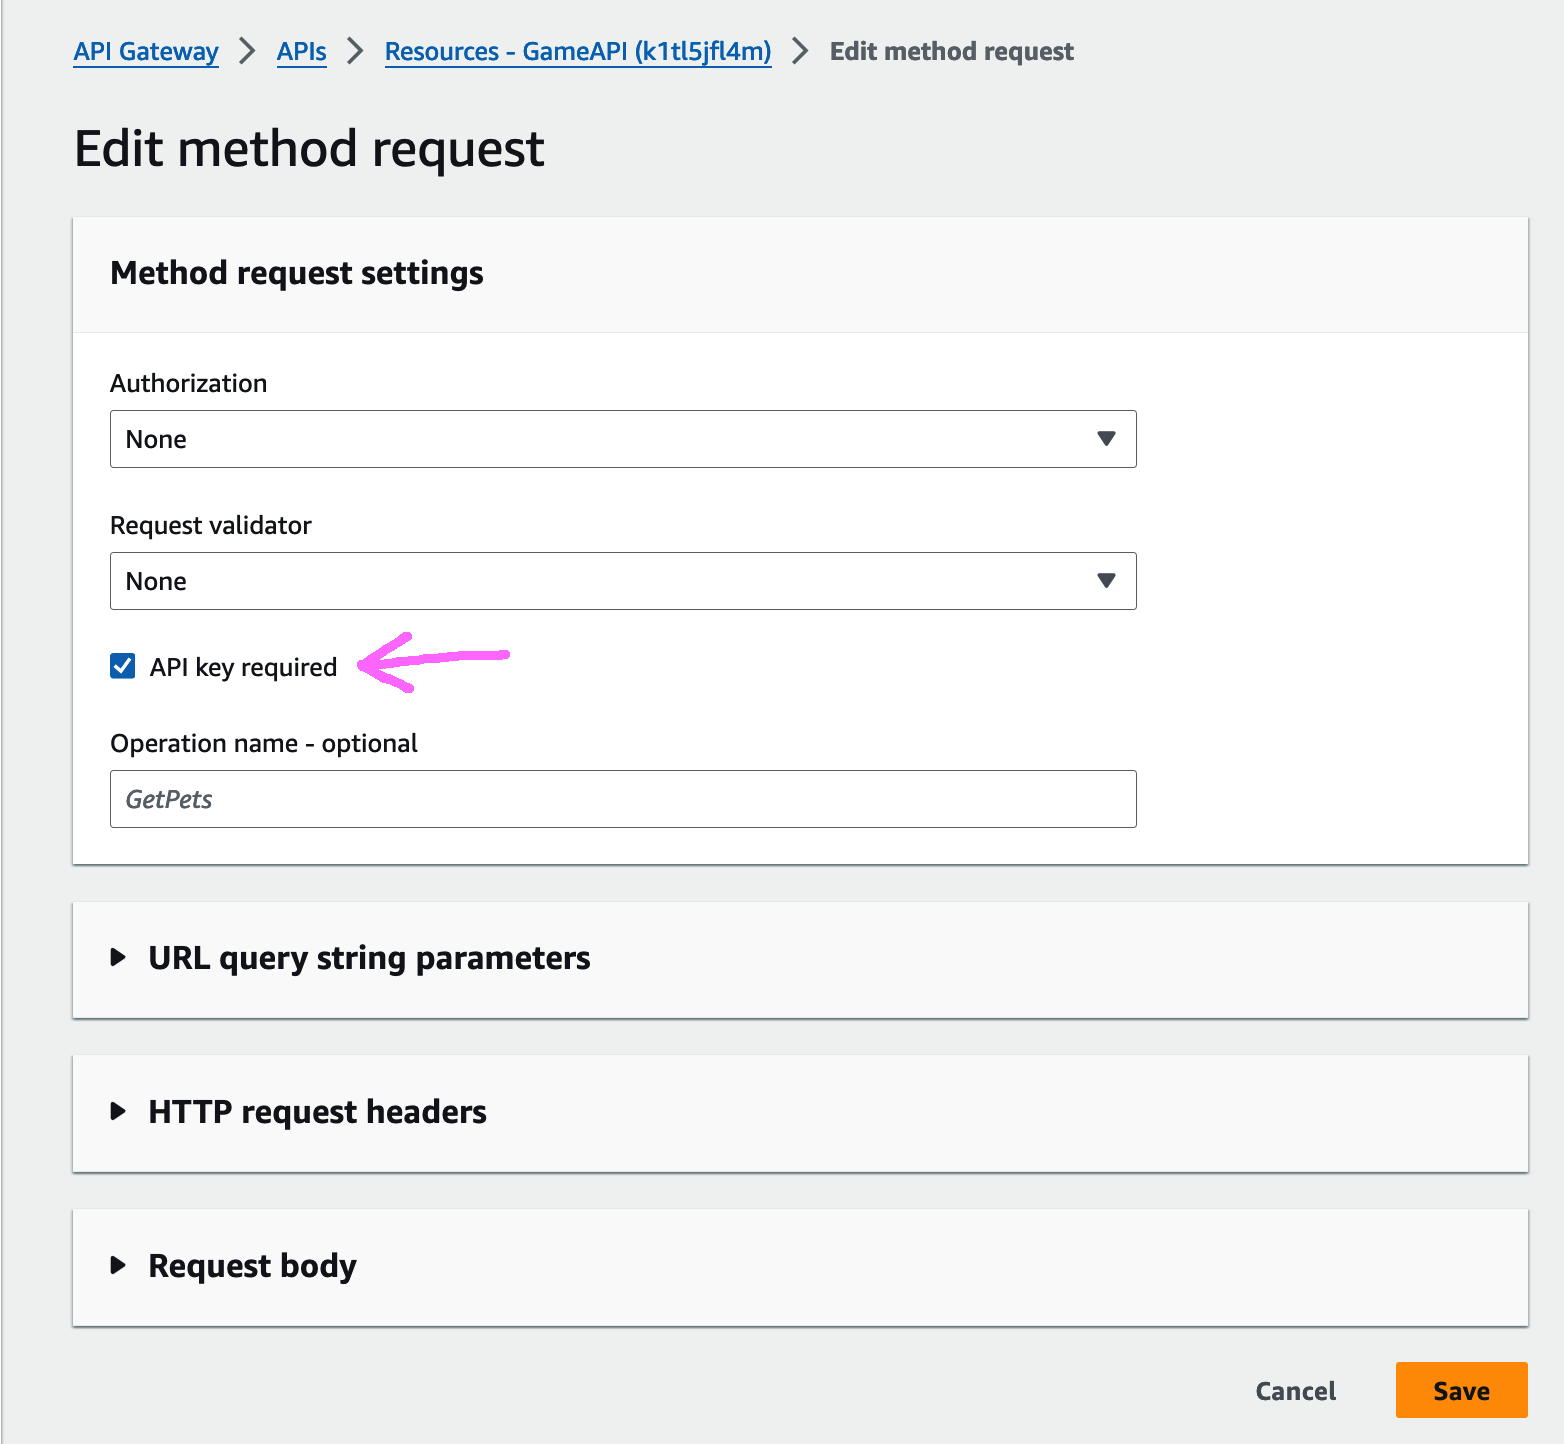 API Gateway > APIs > Resources - GameAPI (k1tl5jfl4m) > Edit method request
Edit method request
Method request settings
Authorization
None
Request validator
None
API key required
Operation name - optional
GetPets
URL query string parameters
HTTP request headers
Request body
Cancel Save